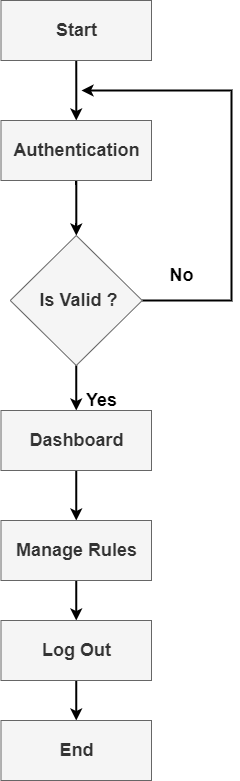 Start
Authentication
Is Valid ?
No
Yes
Dashboard
Manage Rules
Log Out
End